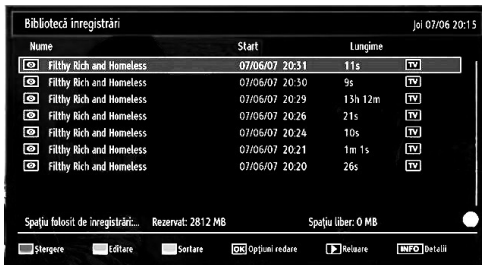 Bibliotecă inregistrări Joi 07/06 20:15
Nume Start Lungime
Filthy Rich and Homeless 07/06/07 20:31 11s TV
Filthy Rich and Homeless 07/06/07 20:30 9s TV
Filthy Rich and Homeless 07/06/07 20:29 13h 12m TV
Filthy Rich and Homeless 07/06/07 20:26 21s TV
Filthy Rich and Homeless 07/06/07 20:24 10s TV
Filthy Rich and Homeless 07/06/07 20:21 1m 1s TV
Filthy Rich and Homeless 07/06/07 20:20 26s TV
Spaţiu folosit de inregistrări:... Rezervat: 2812 MB Spaţiu liber: 0 MB
Ştergere Editare Sortare OK Opţiuni redare Reluare INFO Detalii